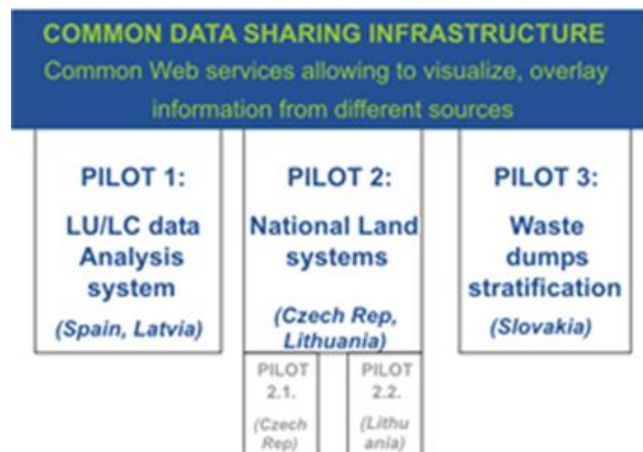 COMMON DATA SHARING INFRASTRUCTURE
Common Web services allowing to visualize, overlay
information from different sources
PILOT 1:
LU/LC data
Analysis
system
(Spain, Latvia)
PILOT 2:
National Land
systems
(Czech Rep,
Lithuania)
PILOT 3:
Waste
dumps
stratification
(Slovakia)
PILOT
2.1.
(Czech
Rep)
PILOT
2.2.
(Lithu
ania)